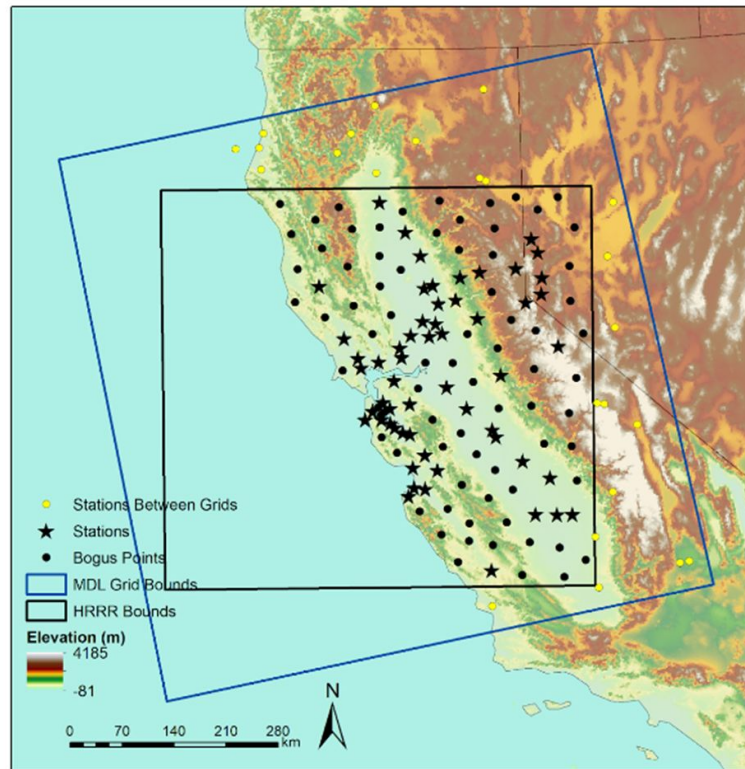 Stations Between Grids
Stations
Bogus Points
MDL Grid Bounds
HRRR Bounds
Elevation (m)
4185
-81
N
0 70 140 210 280
km